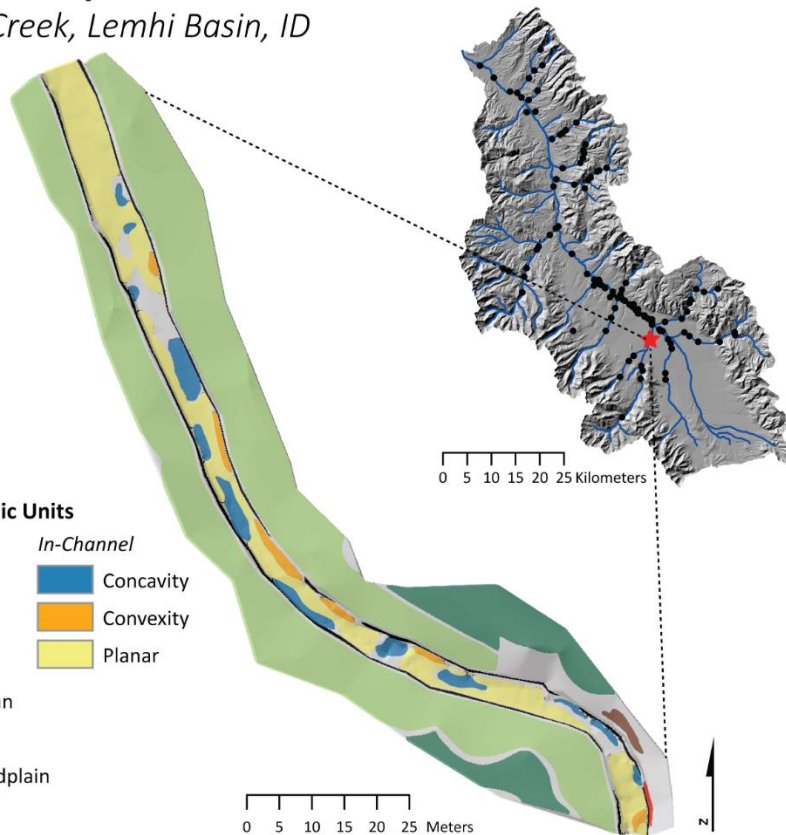 Creek, Lemhi Basin, ID
0 5 10 15 20 25 Kilometers
ic Units
In-Channel
Concavity
Convexity
Planar
n
dplain
0 5 10 15 20 25 Meters
N